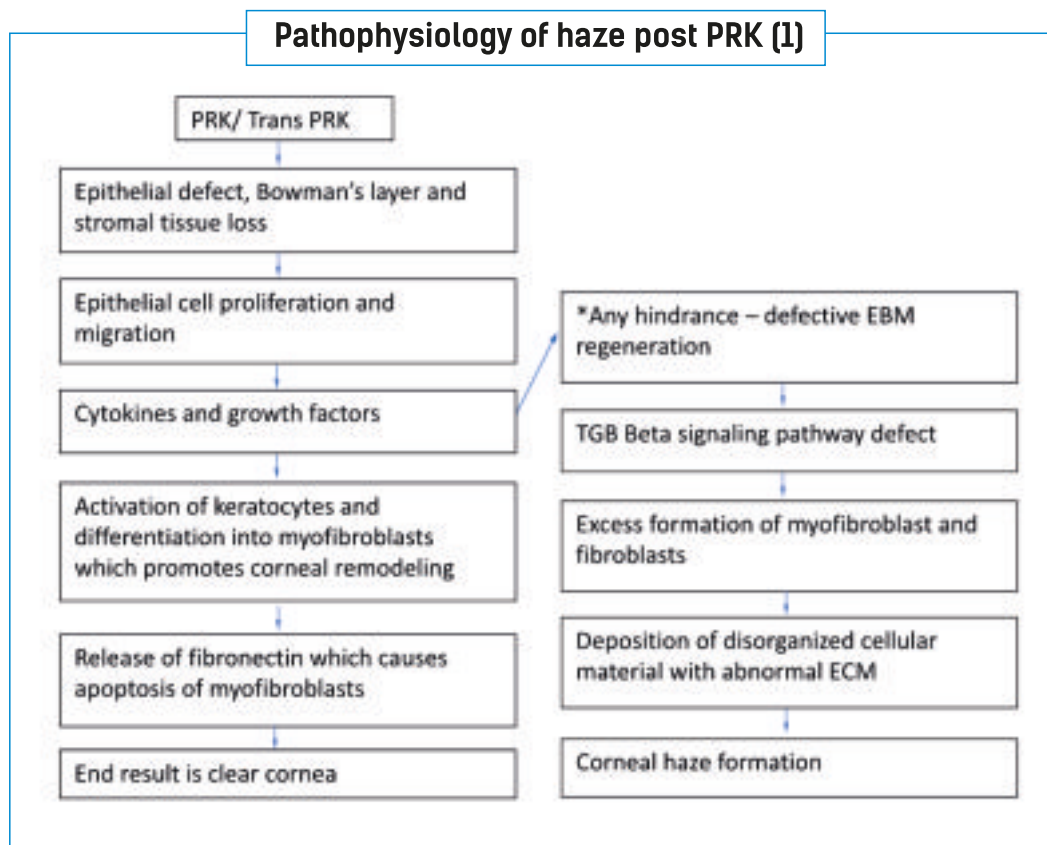 Pathophysiology of haze post PRK (1)
PRK/ Trans PRK
Epithelial defect, Bowman's layer and
stromal tissue loss
Epithelial cell proliferation and
migration
Cytokines and growth factors
Activation of keratocytes and
differentiation into myofibroblasts
which promotes corneal remodeling
Release of fibronectin which causes
apoptosis of myofibroblasts
End result is clear cornea
*Any hindrance – defective EBM
regeneration
TGB Beta signaling pathway defect
Excess formation of myofibroblast and
fibroblasts
Deposition of disorganized cellular
material with abnormal ECM
Corneal haze formation